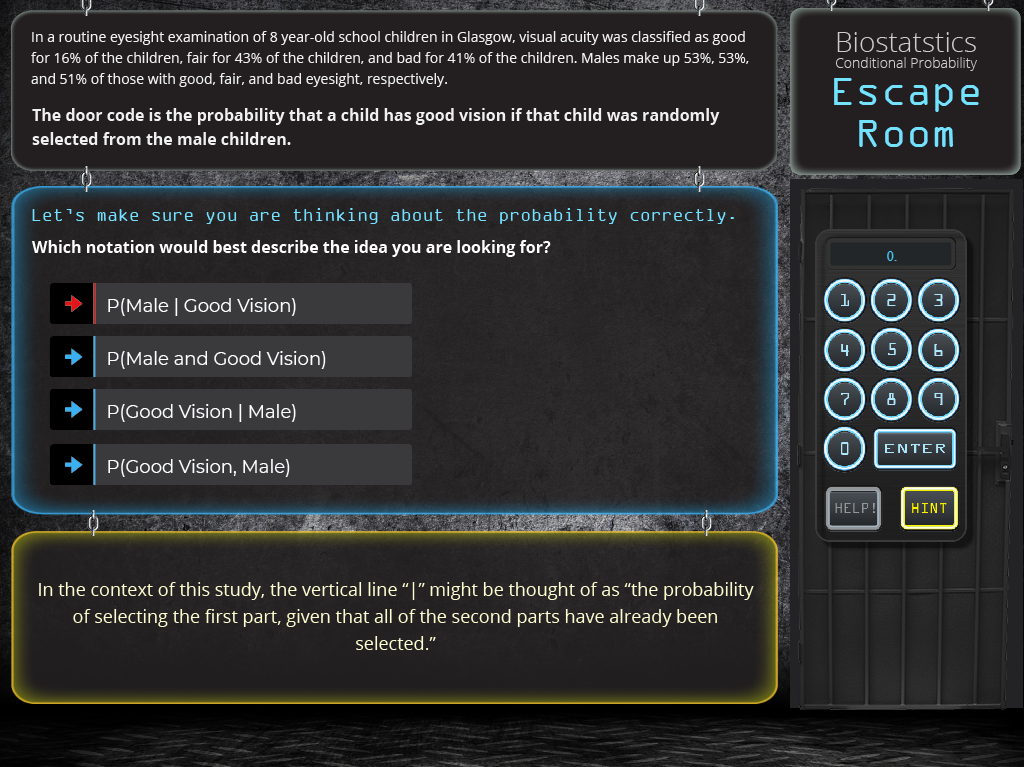 In a routine eyesight examination of 8 year-old school children in Glasgow, visual acuity was classified as good
for 16% of the children, fair for 43% of the children, and bad for 41% of the children. Males make up 53%, 53%,
and 51% of those with good, fair, and bad eyesight, respectively.
The door code is the probability that a child has good vision if that child was randomly
selected from the male children.
Biostatstics
Conditional Probability
Escape
Room
Let's make sure you are thinking about the probability correctly.
Which notation would best describe the idea you are looking for?
P(Male | Good Vision)
P(Male and Good Vision)
P(Good Vision | Male)
P(Good Vision, Male)
0.
1 2 3
4 5 6
7 8 9
0 ENTER
HELP! HINT
In the context of this study, the vertical line “|” might be thought of as “the probability
of selecting the first part, given that all of the second parts have already been
selected.”